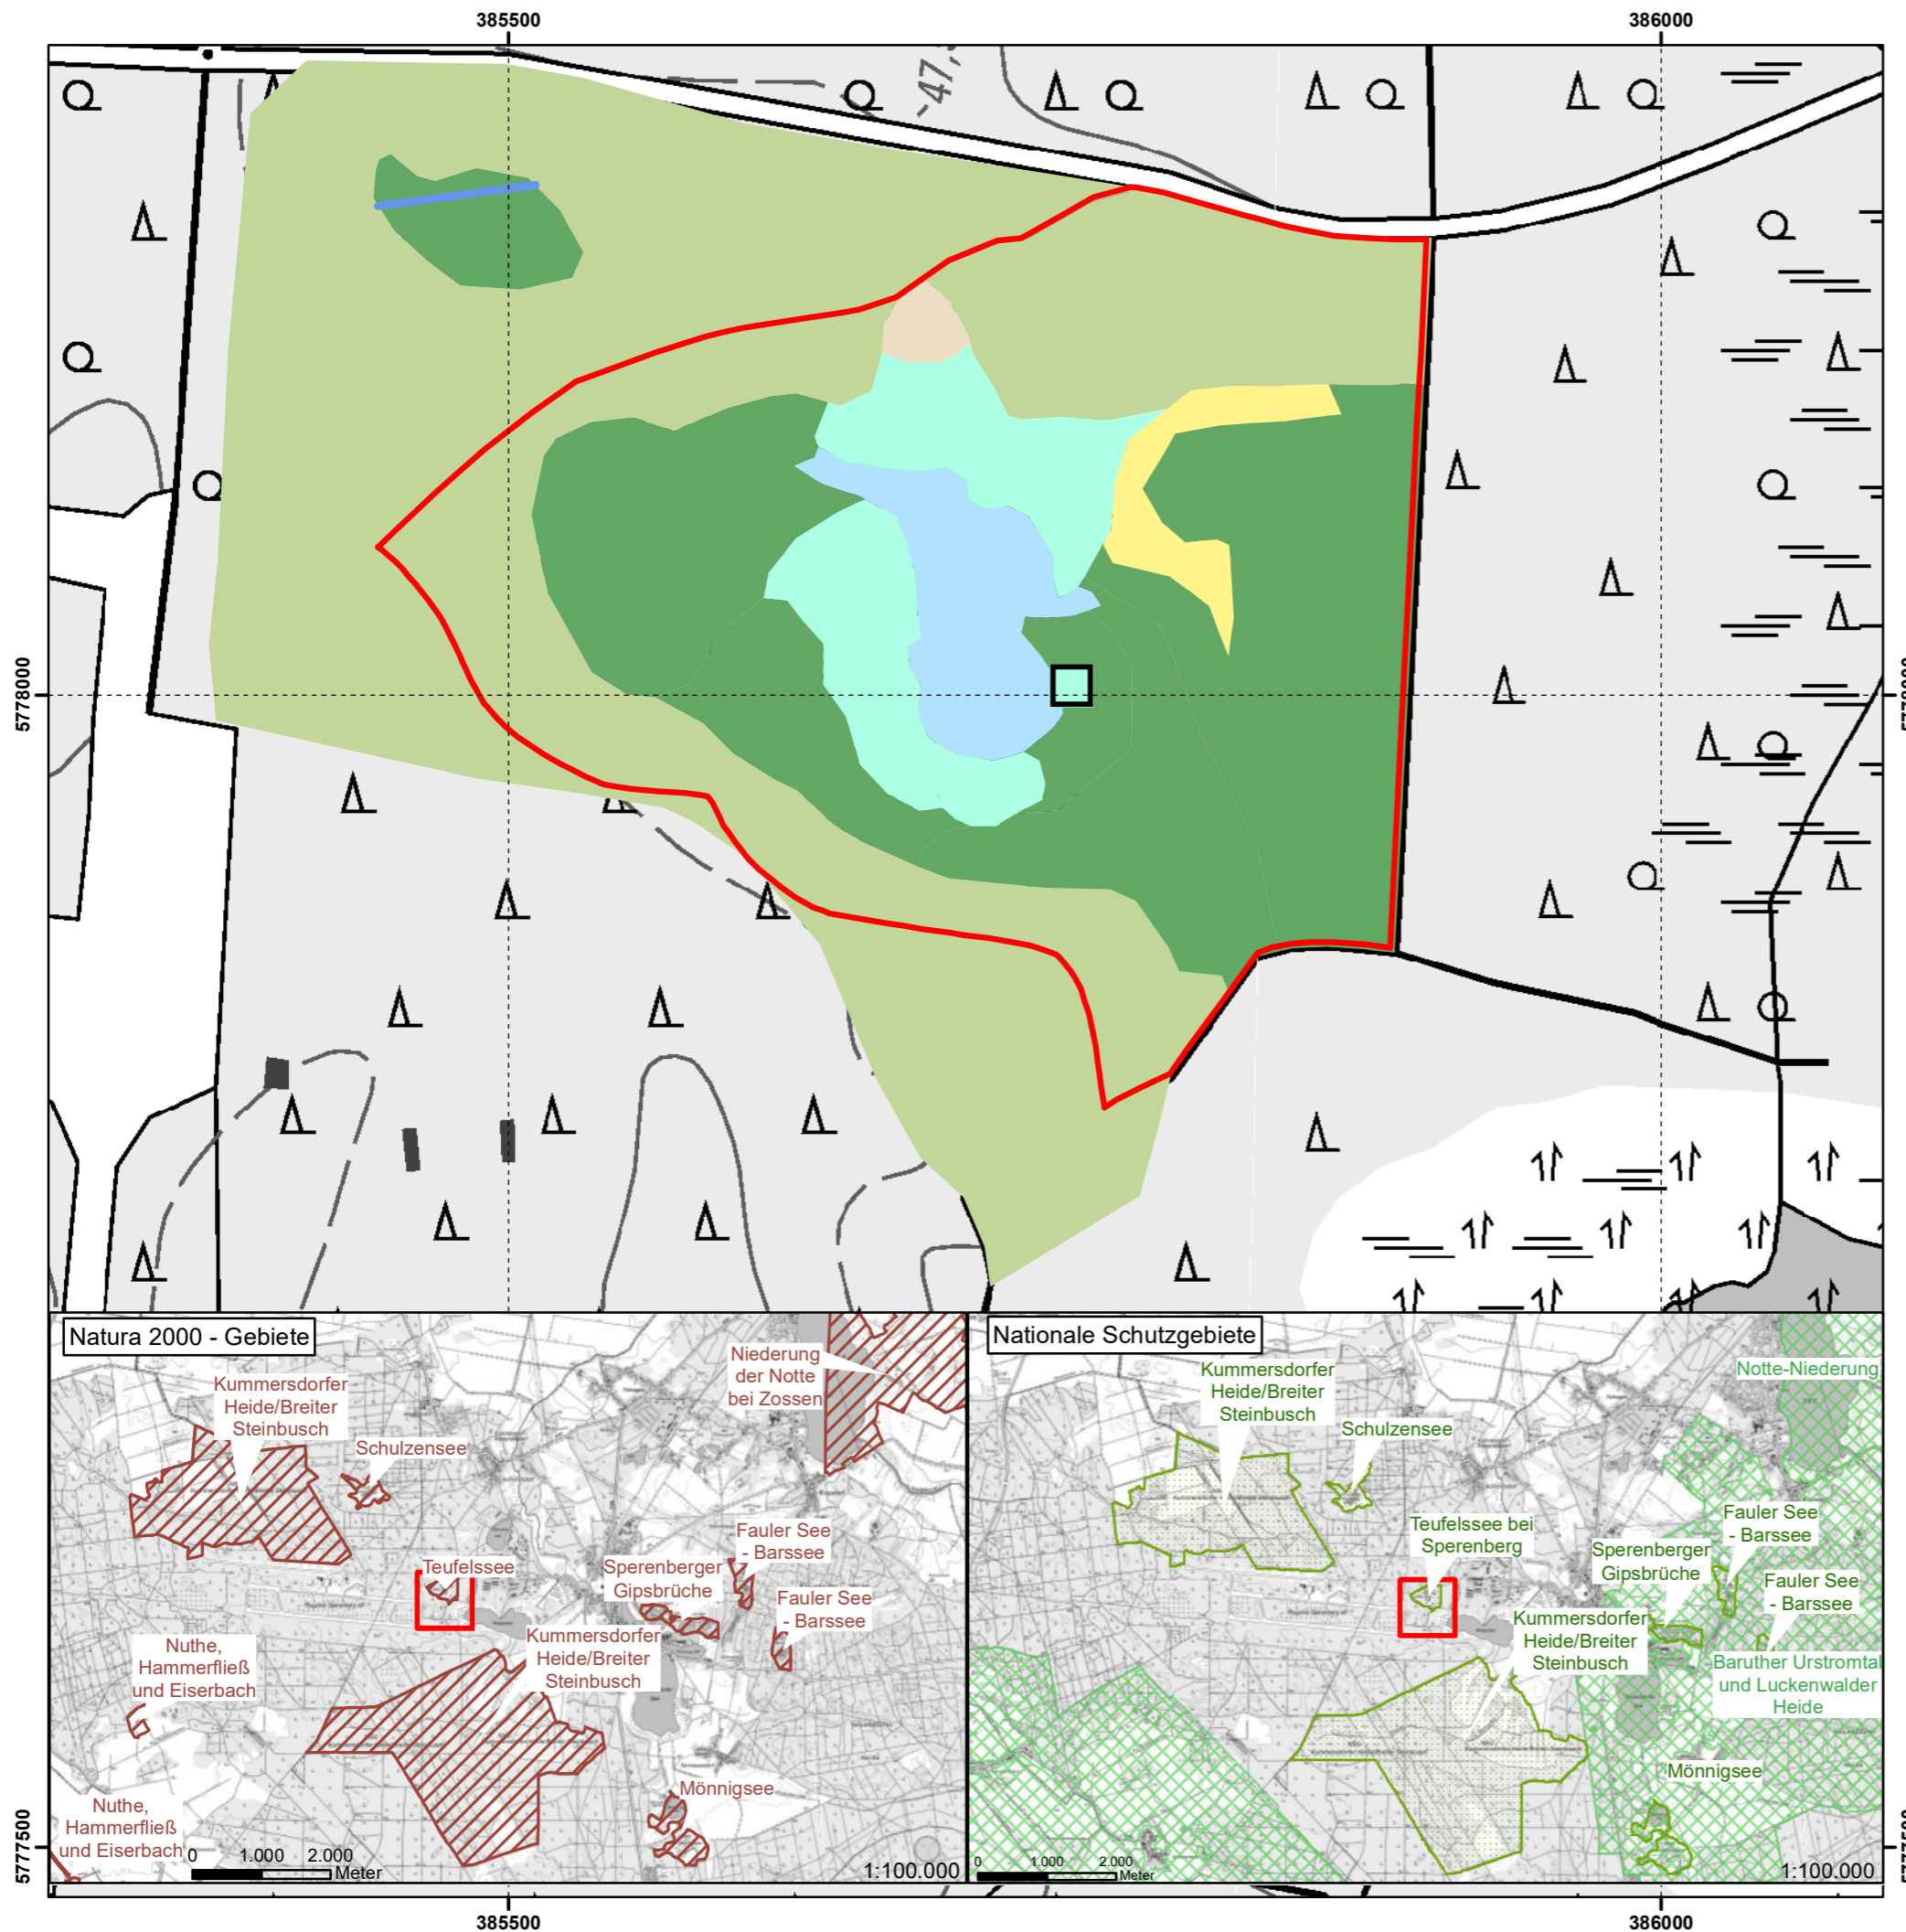 385500
386000
-47,
5778000
Natura 2000 - Gebiete
Niederung
der Notte
bei Zossen
Kummersdorfer
Heide/Breiter
Steinbusch
Schulzensee
Fauler See
- Barssee
Teufelssee
Sperenberger
Gipsbrüche
Fauler See
- Barssee
Kummersdorfer
Heide/Breiter
Steinbusch
Nuthe,
Hammerfließ
und Eiserbach
Mönnigsee
Nuthe,
Hammerfließ
und Eiserbach
0
1.000
2.000
Meter
1:100.000
Nationale Schutzgebiete
Notte-Niederung
Kummersdorfer
Heide/Breiter
Steinbusch
Schulzensee
Teufelssee bei
Sperenberg
Fauler See
- Barssee
Sperenberger
Gipsbrüche
Fauler See
- Barssee
Kummersdorfer
Heide/Breiter
Steinbusch
Baruther Urstromtal
und Luckenwalder
Heide
Mönnigsee
0
1.000
2.000
Meter
1:100.000
5777500
385500
386000